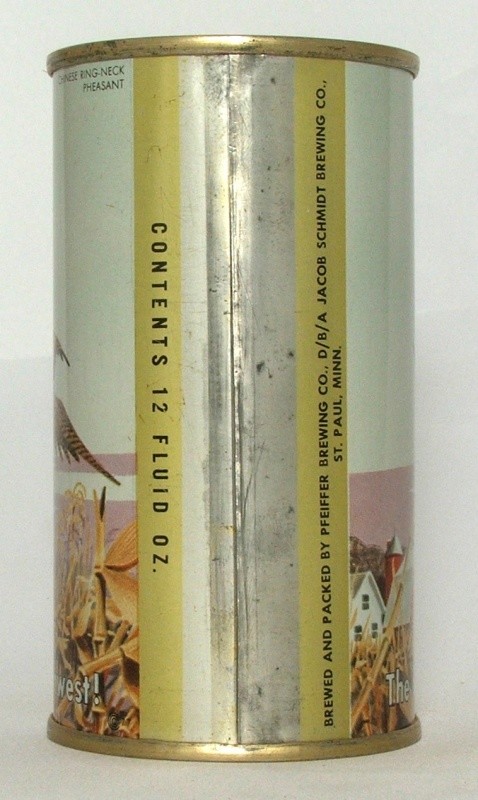 RING-NECK
PHEASANT
CONTENTS 12 FLUID OZ.
BREWED AND PACKED BY PFEIFFER BREWING CO., D/B/A JACOB SCHMIDT BREWING CO.,
ST. PAUL, MINN.
west!
The